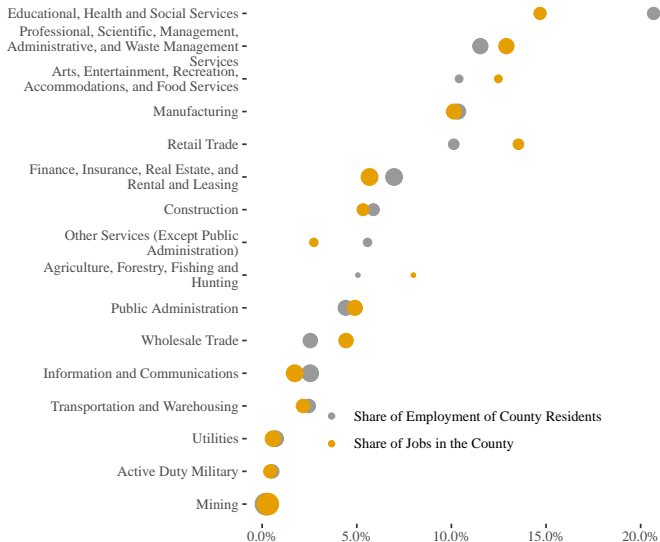 Educational, Health and Social Services
Professional, Scientific, Management,
Administrative, and Waste Management
Services
Arts, Entertainment, Recreation,
Accommodations, and Food Services
Manufacturing
Retail Trade
Finance, Insurance, Real Estate, and
Rental and Leasing
Construction
Other Services (Except Public
Administration)
Agriculture, Forestry, Fishing and
Hunting
Public Administration
Wholesale Trade
Information and Communications
Transportation and Warehousing
Utilities
Active Duty Military
Mining
Share of Employment of County Residents
Share of Jobs in the County
0.0% 5.0% 10.0% 15.0% 20.0%